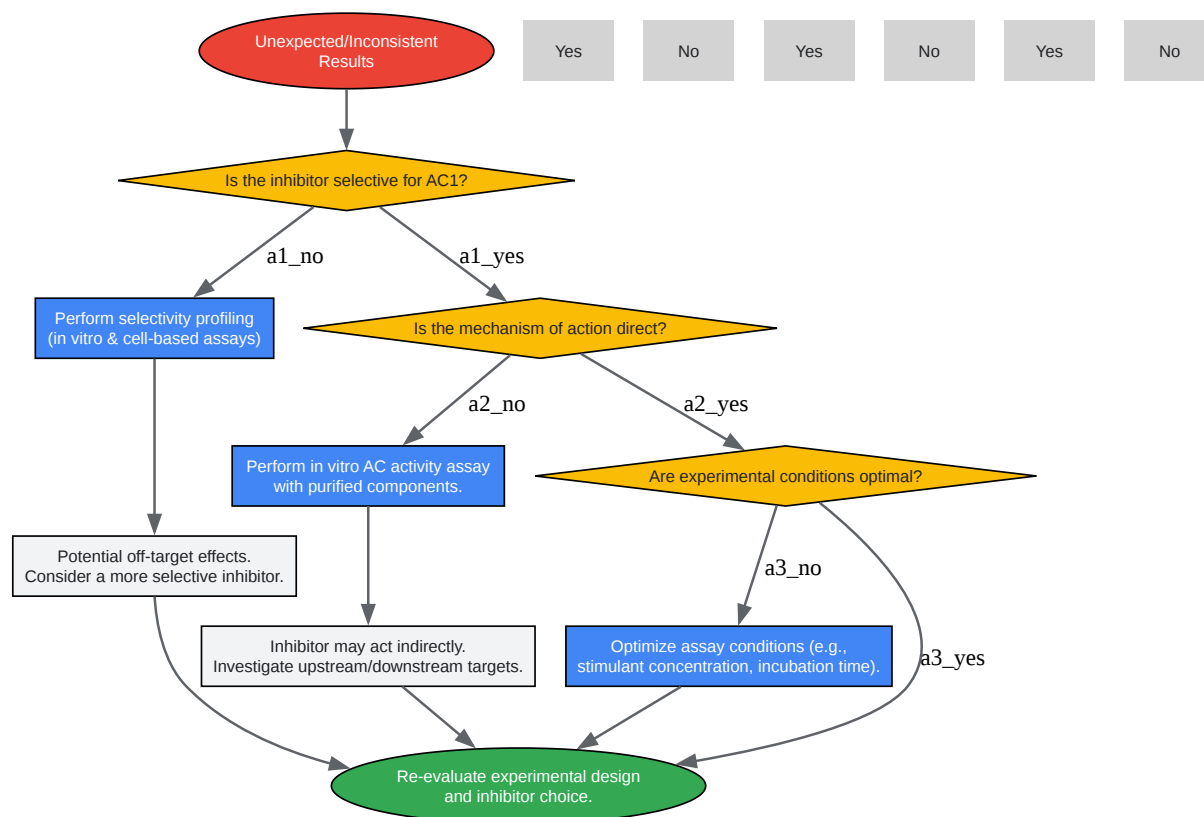 Unexpected/Inconsistent
Results
Yes
No
Yes
No
Yes
No
Is the inhibitor selective for AC1?
a1_no
a1_yes
Perform selectivity profiling
(in vitro & cell-based assays)
Is the mechanism of action direct?
a2_no
a2_yes
Perform in vitro AC activity assay
with purified components.
Are experimental conditions optimal?
Potential off-target effects.
Consider a more selective inhibitor.
a3_no
Inhibitor may act indirectly.
Investigate upstream/downstream targets.
Optimize assay conditions (e.g.,
stimulant concentration, incubation time).
a3_yes
Re-evaluate experimental design
and inhibitor choice.